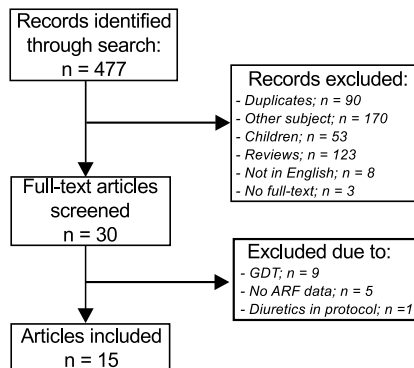 Records identified
through search:
n = 477
Records excluded:
- Duplicates; n = 90
- Other subject; n = 170
- Children; n = 53
- Reviews; n = 123
- Not in English; n = 8
- No full-text; n = 3
Full-text articles
screened
n = 30
Excluded due to:
- GDT; n = 9
- No ARF data; n = 5
- Diuretics in protocol; n =1
Articles included
n = 15